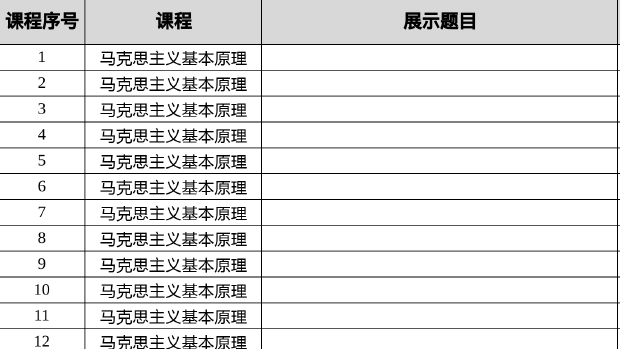 课程序号 课程 展示题目
1 马克思主义基本原理
2 马克思主义基本原理
3 马克思主义基本原理
4 马克思主义基本原理
5 马克思主义基本原理
6 马克思主义基本原理
7 马克思主义基本原理
8 马克思主义基本原理
9 马克思主义基本原理
10 马克思主义基本原理
11 马克思主义基本原理
12 马克思主义基本原理